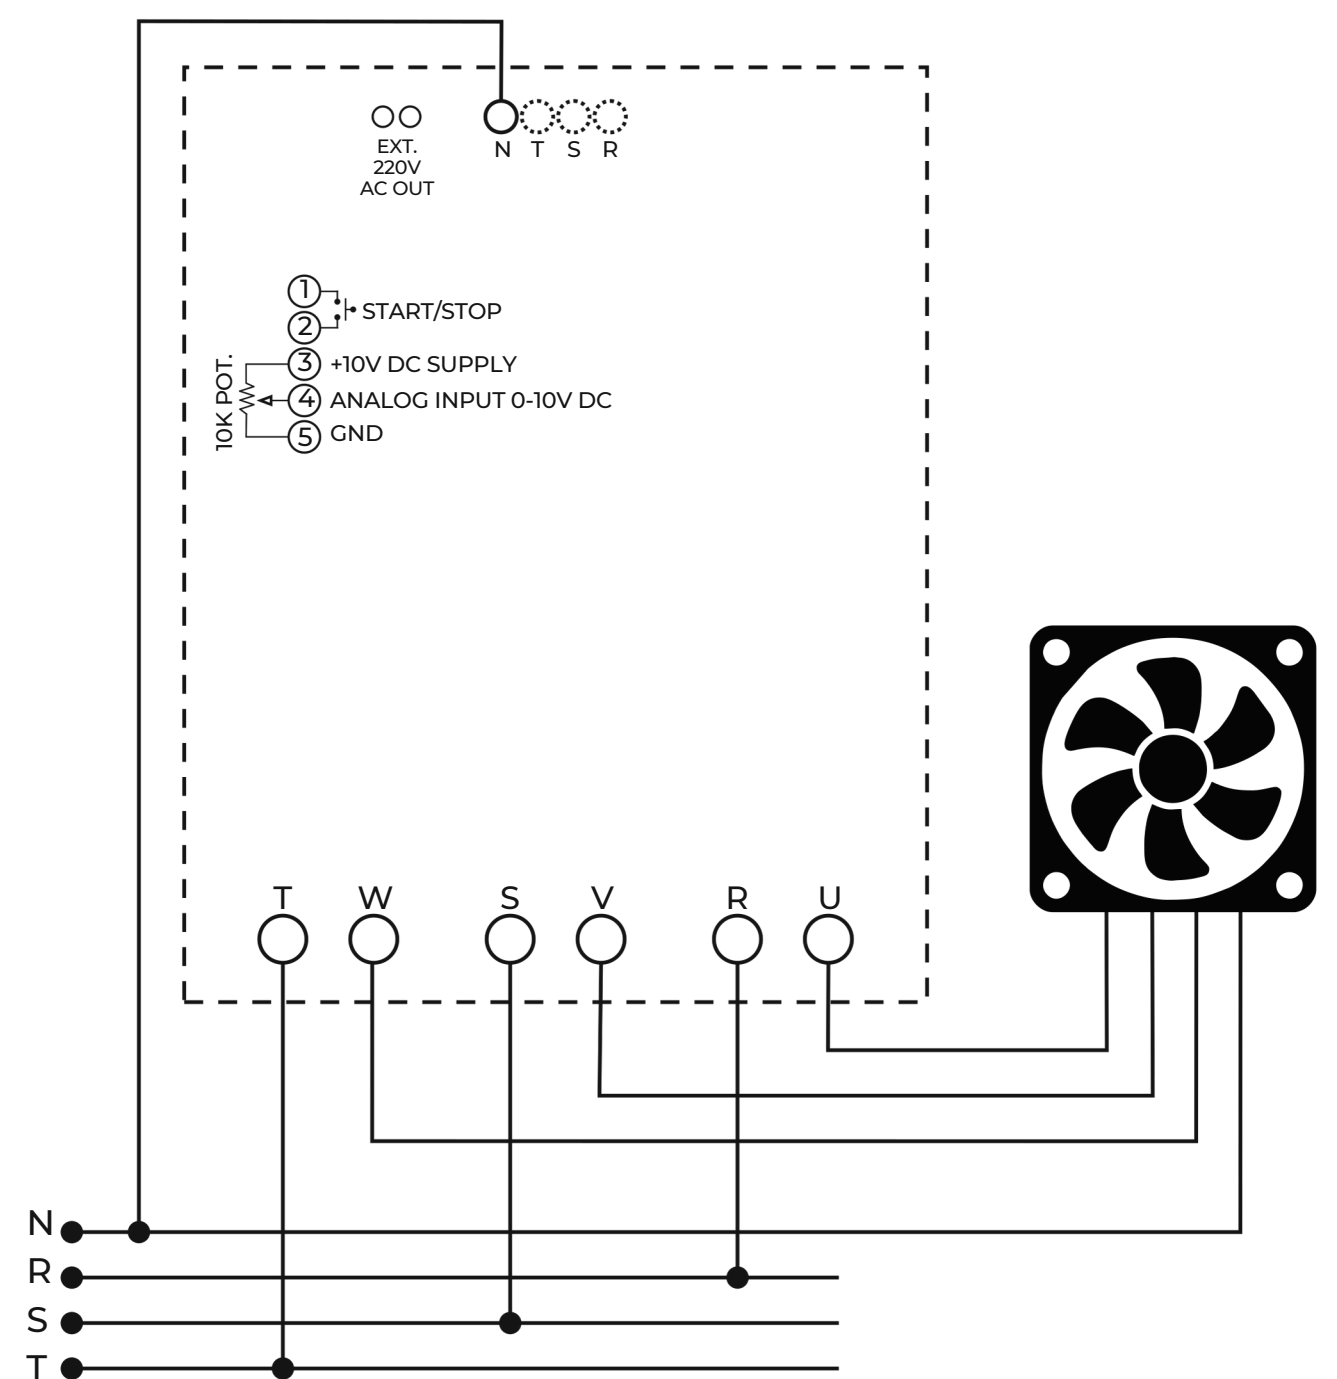 EXT.
220V
AC OUT
N T S R
1
START/STOP
2
3 +10V DC SUPPLY
10K POT.
4 ANALOG INPUT 0-10V DC
5 GND
T W S V R U
N
R
S
T